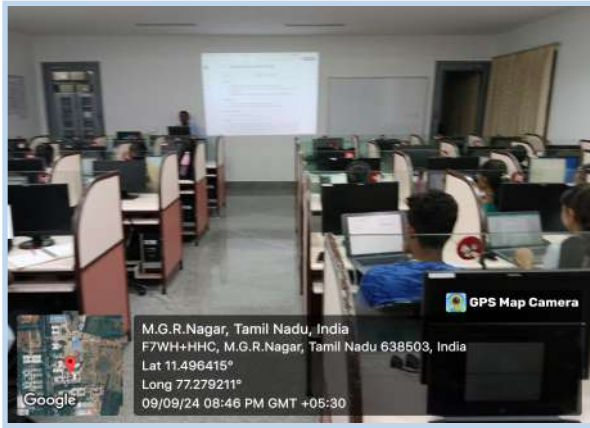 GPS Map Camera
M.G.R.Nagar, Tamil Nadu, India
F7WH+HHC, M.G.R.Nagar, Tamil Nadu 638503, India
Lat 11.496415°
Long 77.279211°
09/09/24 08:46 PM GMT +05:30
Google